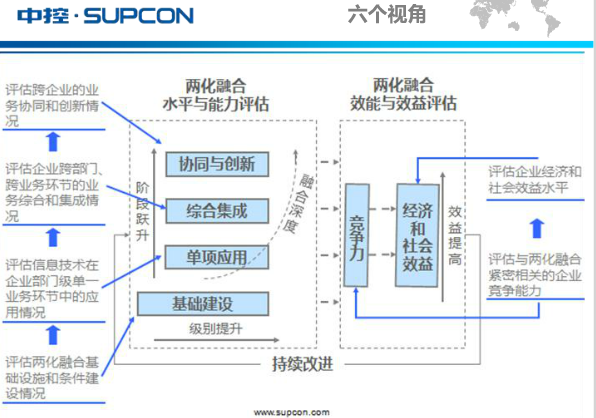 中控·SUPCON
六个视角
两化融合
水平与能力评估
两化融合
效能与效益评估
评估跨企业的业
务协同和创新情
况
评估企业跨部门、
跨业务环节的业
务综合和集成情
况
评估信息技术在
企业部门级单一
业务环节中的应
用情况
评估两化融合基
础设施和条件建
设情况
阶段跃升
协同与创新
综合集成
单项应用
基础建设
融合深度
级别提升
竞争力
经济
和
社会
效益
效益提高
评估企业经济和
社会效益水平
评估与两化融合
紧密相关的企业
竞争能力
持续改进
www.supcon.com